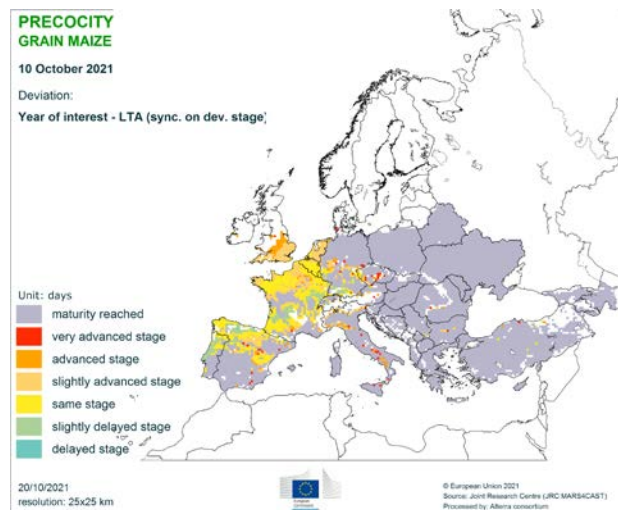 PRECOCITY
GRAIN MAIZE
10 October 2021
Deviation:
Year of interest - LTA (sync. on dev. stage)
Unit: days
maturity reached
very advanced stage
advanced stage
slightly advanced stage
same stage
slightly delayed stage
delayed stage
20/10/2021
resolution: 25x25 km
© European Union 2021
Source: Joint Research Centre (JRC MARS4CAST)
Processed by: Alterra consortium